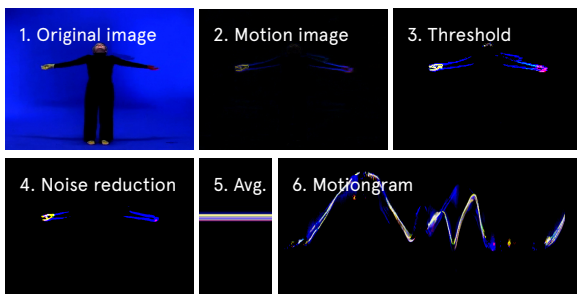 1. Original image
2. Motion image
3. Threshold
4. Noise reduction
5. Avg.
6. Motiongram